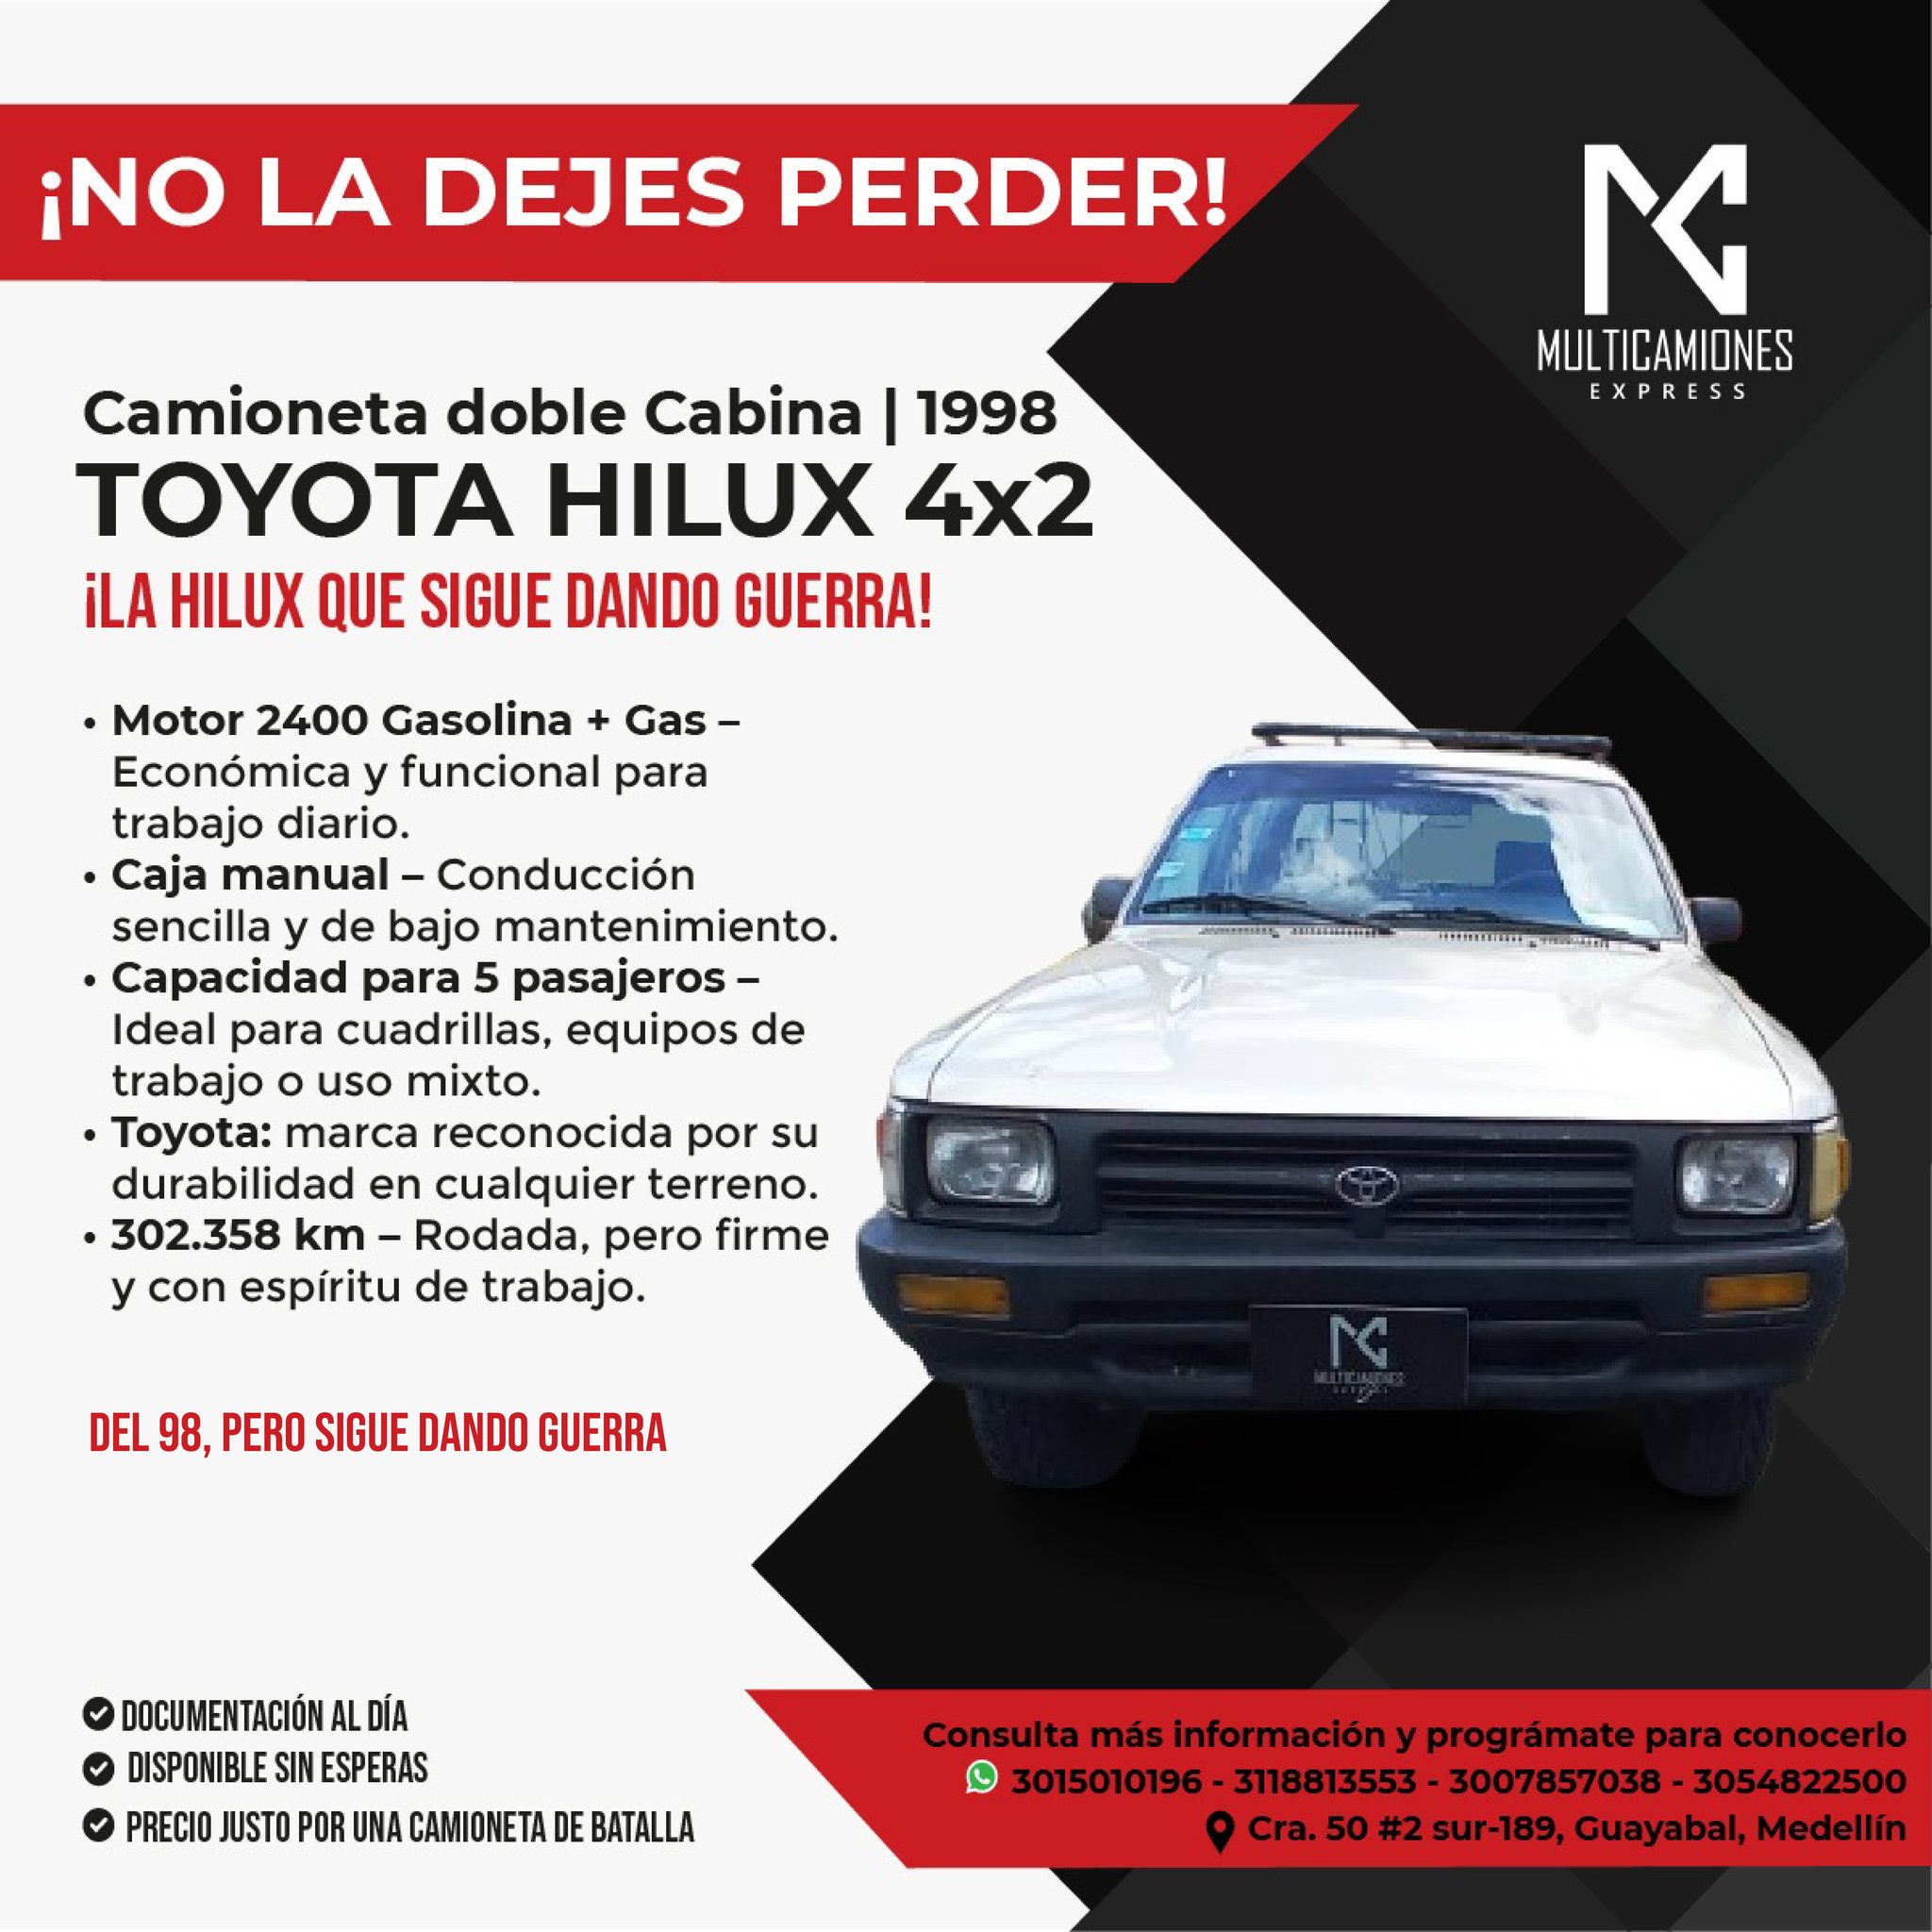 ¡NO LA DEJES PERDER!
MULTICAMIONES
EXPRESS
Camioneta doble Cabina | 1998
TOYOTA HILUX 4x2
¡LA HILUX QUE SIGUE DANDO GUERRA!
• Motor 2400 Gasolina + Gas –
Económica y funcional para
trabajo diario.
• Caja manual – Conducción
sencilla y de bajo mantenimiento.
• Capacidad para 5 pasajeros –
Ideal para cuadrillas, equipos de
trabajo o uso mixto.
• Toyota: marca reconocida por su
durabilidad en cualquier terreno.
• 302.358 km – Rodada, pero firme
y con espíritu de trabajo.
MULTICAMIONES
EXPRESS
DEL 98, PERO SIGUE DANDO GUERRA
DOCUMENTACIÓN AL DÍA
DISPONIBLE SIN ESPERAS
PRECIO JUSTO POR UNA CAMIONETA DE BATALLA
Consulta más información y prográmate para conocerlo
3015010196 - 3118813553 - 3007857038 - 3054822500
Cra. 50 #2 sur-189, Guayabal, Medellín